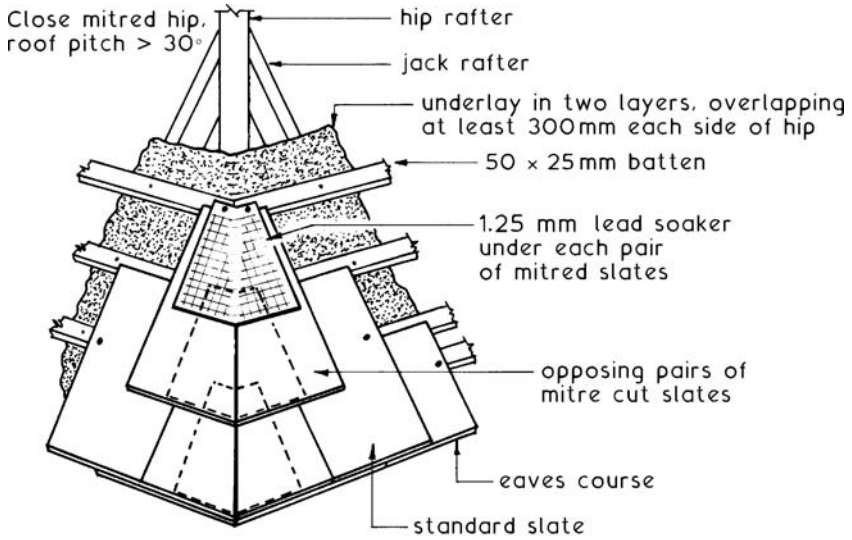 Close mitred hip,
roof pitch > 30°
hip rafter
jack rafter
underlay in two layers, overlapping
at least 300mm each side of hip
50 × 25mm batten
1.25 mm lead soaker
under each pair
of mitred slates
opposing pairs of
mitre cut slates
eaves course
standard slate